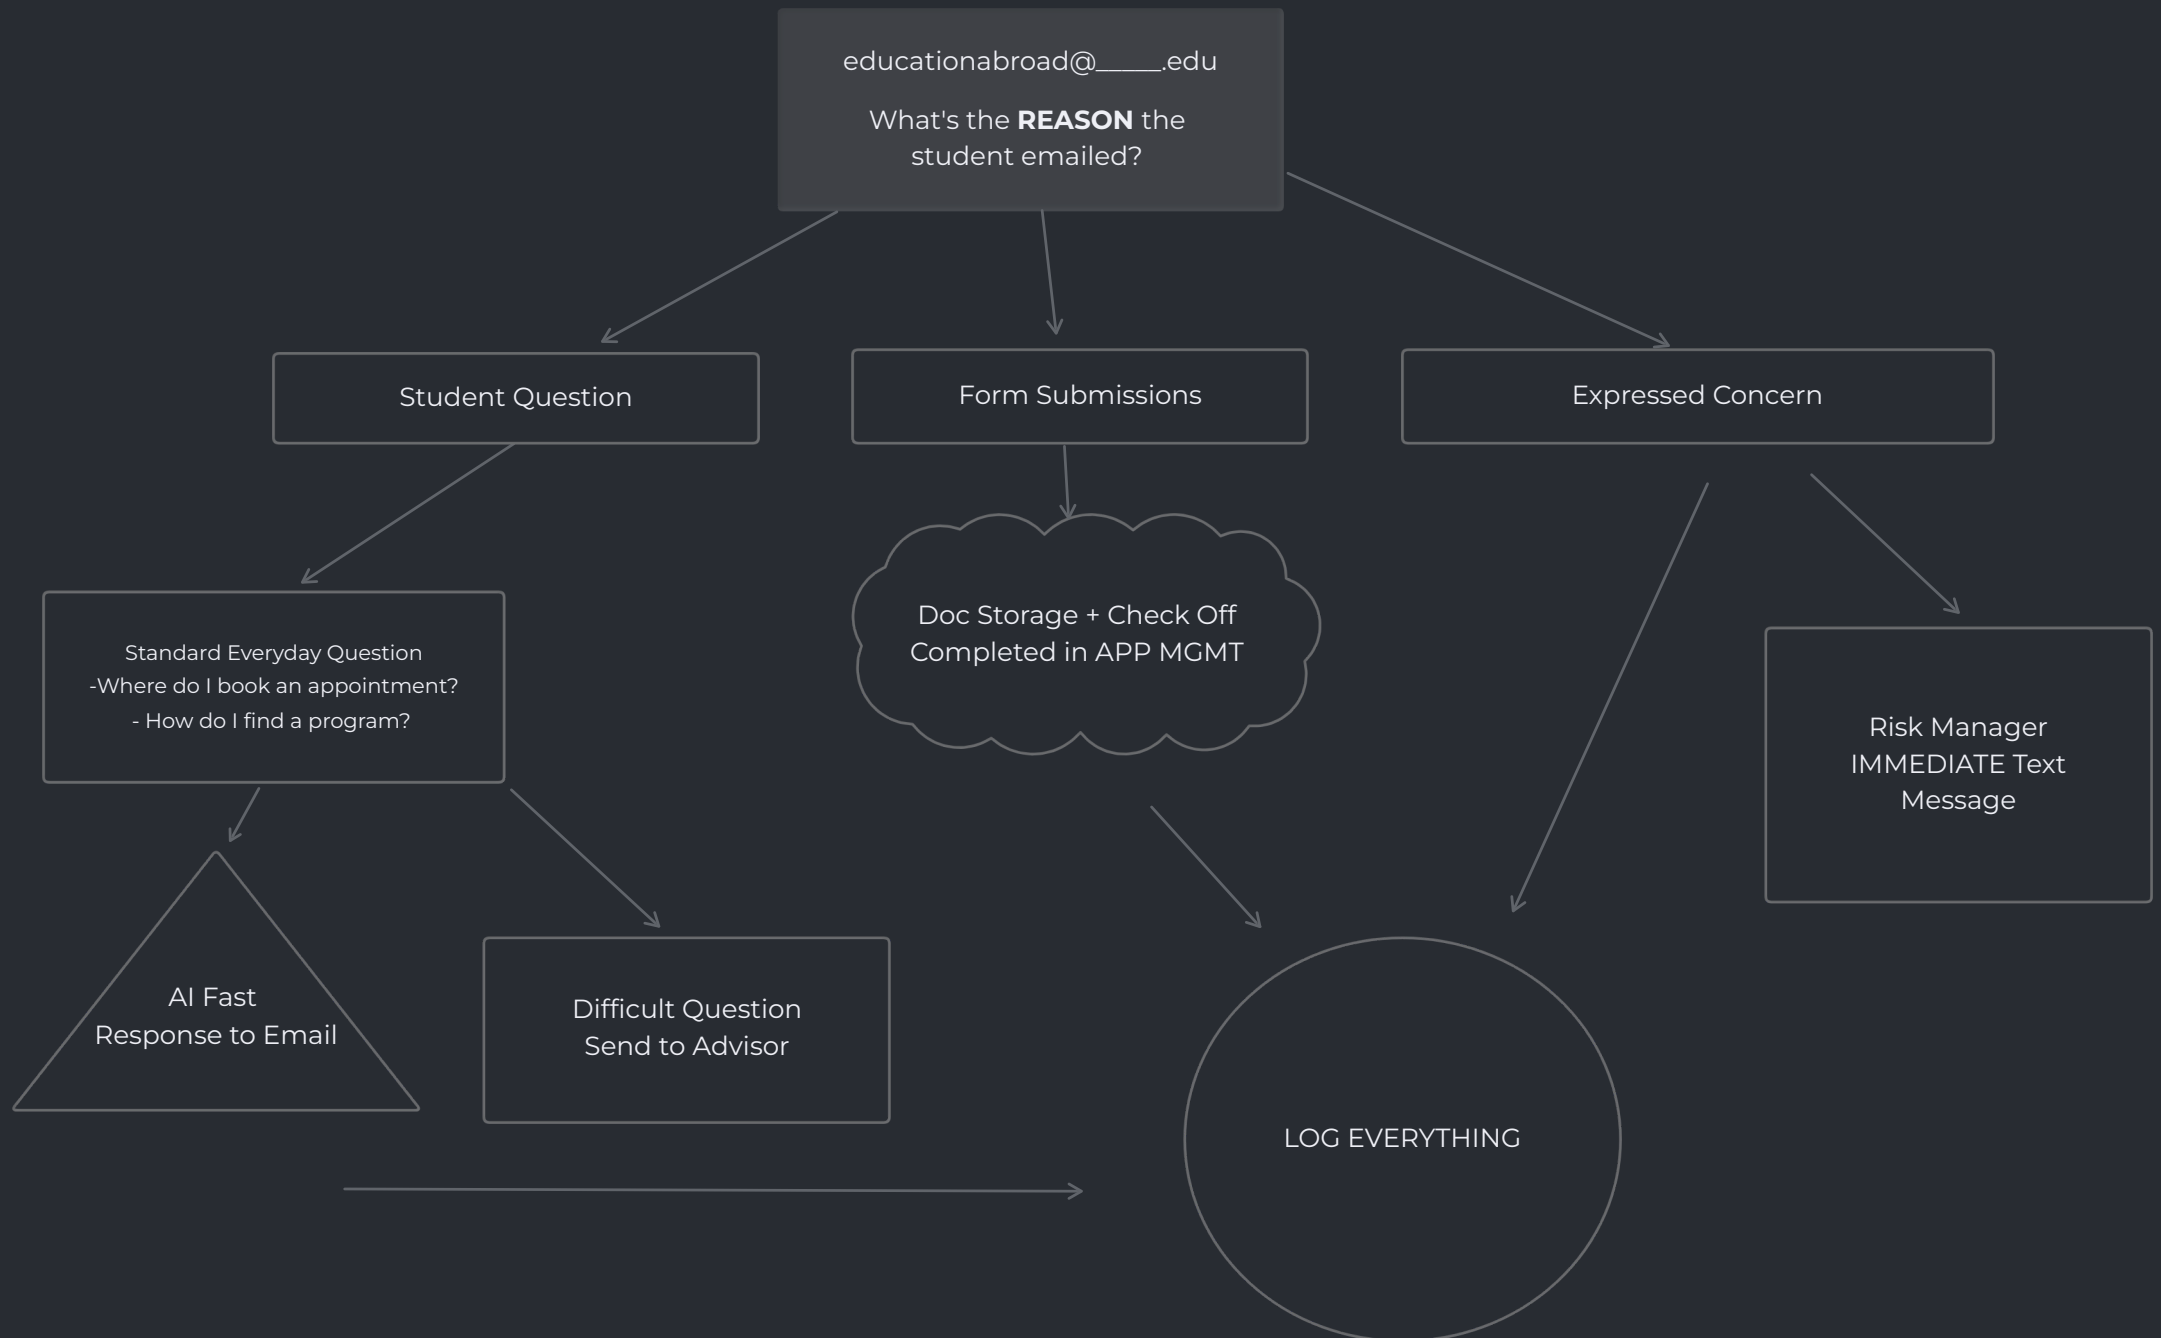 educationabroad@_____.edu
What's the REASON the
student emailed?
Student Question
Form Submissions
Expressed Concern
Standard Everyday Question
-Where do I book an appointment?
- How do I find a program?
Doc Storage + Check Off
Completed in APP MGMT
Risk Manager
IMMEDIATE Text
Message
AI Fast
Response to Email
Difficult Question
Send to Advisor
LOG EVERYTHING